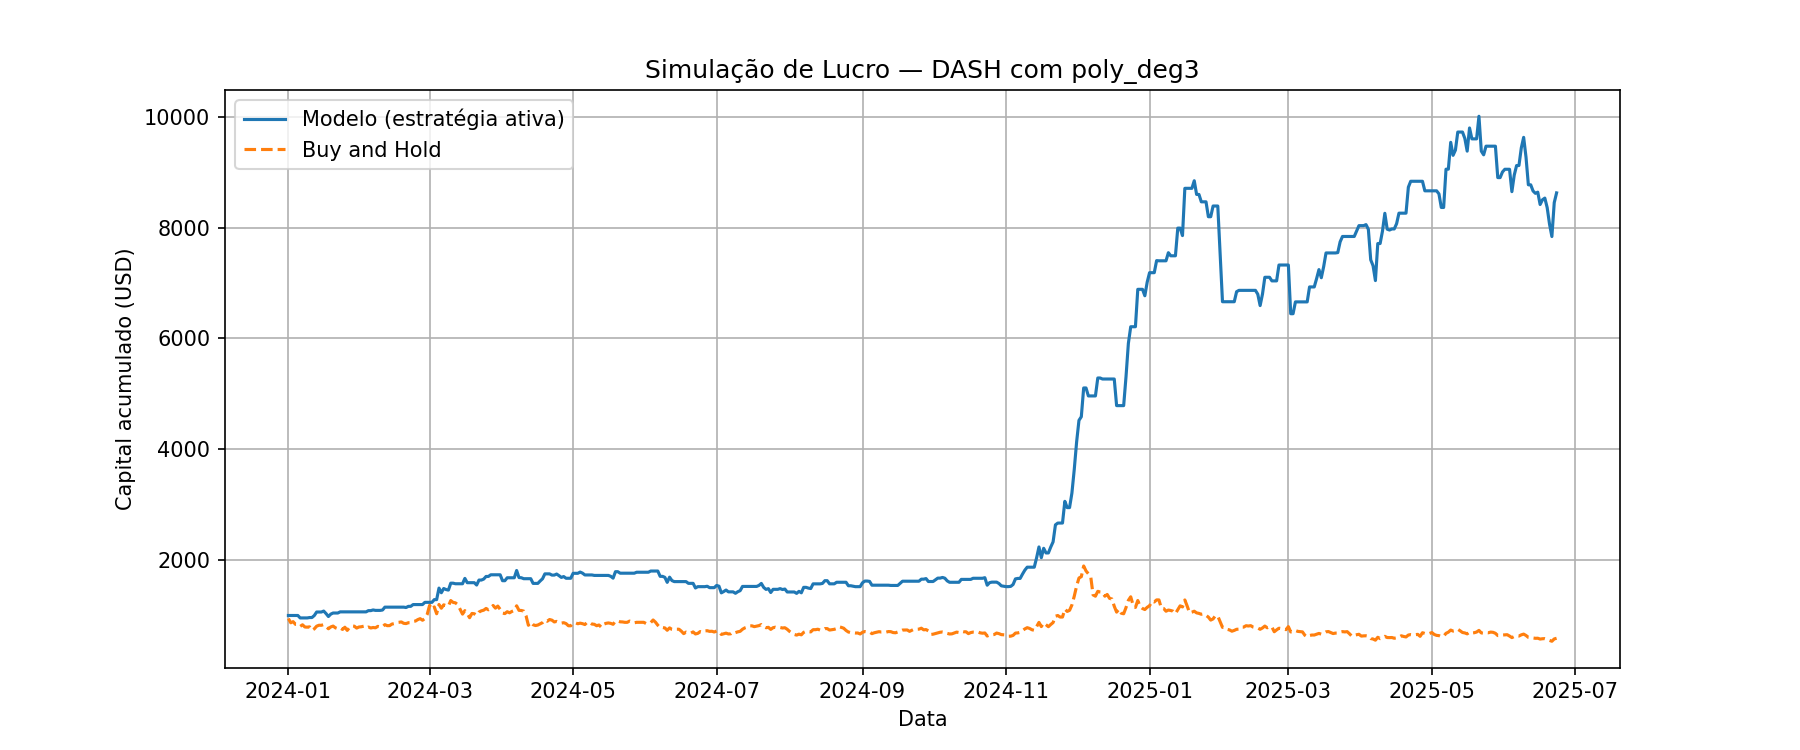 Simulação de Lucro — DASH com poly_deg3
Modelo (estratégia ativa)
Buy and Hold
Capital acumulado (USD)
10000
8000
6000
4000
2000
2024-01 2024-03 2024-05 2024-07 2024-09 2024-11 2025-01 2025-03 2025-05 2025-07
Data